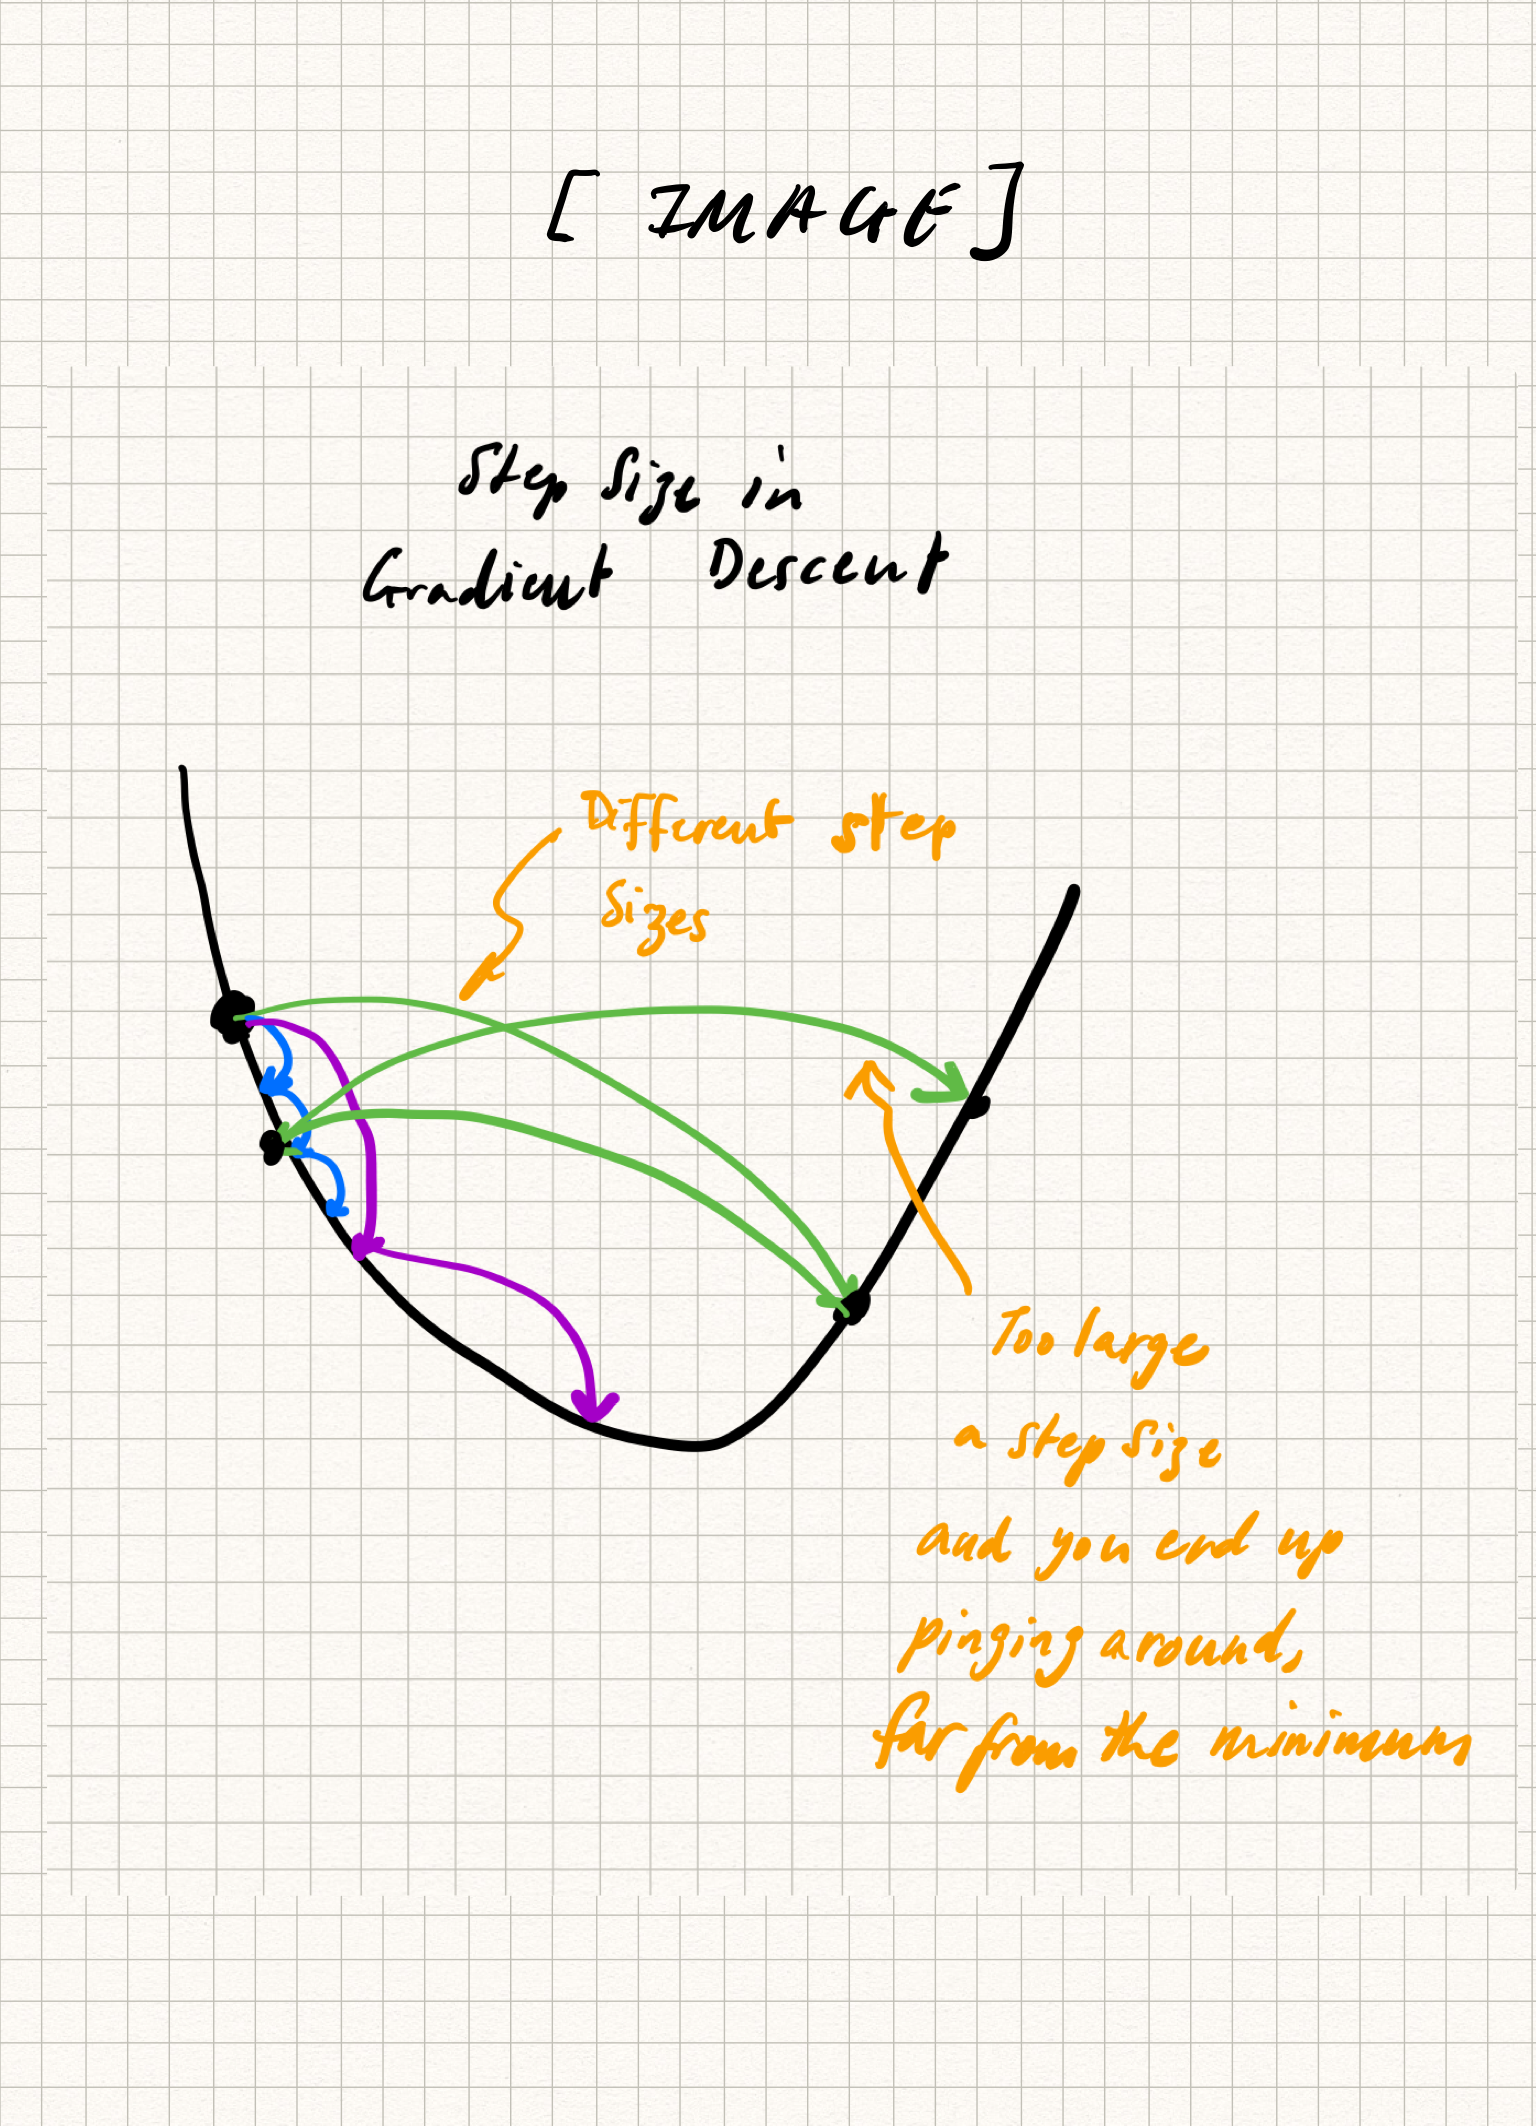 [IMAGE]
Step Size in
Gradient Descent
Different step
sizes
Too large
a step size
and you end up
pinging around,
far from the minimum